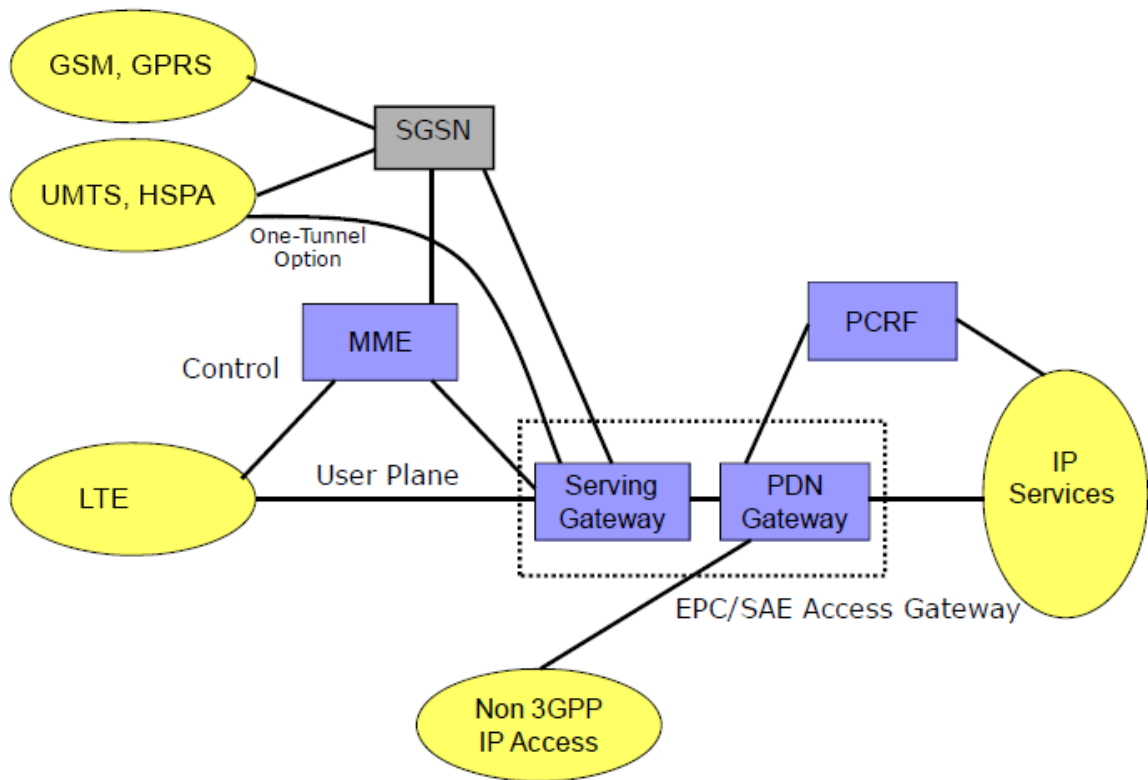 GSM, GPRS
SGSN
UMTS, HSPA
One-Tunnel
Option
PCRF
MME
Control
IP
Services
User Plane
LTE
Serving
Gateway
PDN
Gateway
EPC/SAE Access Gateway
Non 3GPP
IP Access